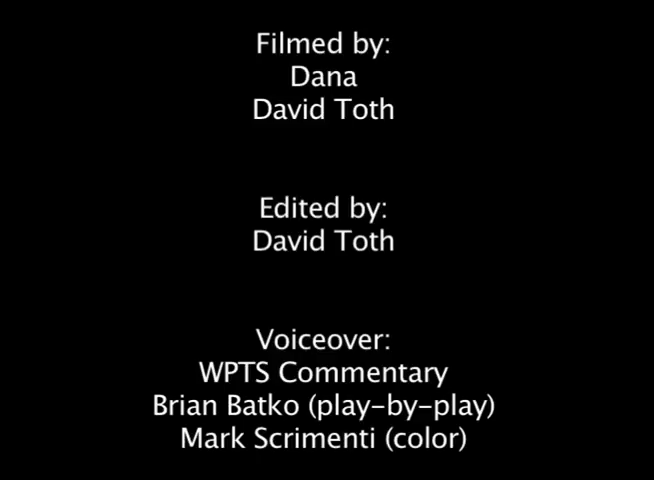 Filmed by:
Dana
David Toth
Edited by:
David Toth
Voiceover:
WPTS Commentary
Brian Batko (play-by-play)
Mark Scrimenti (color)